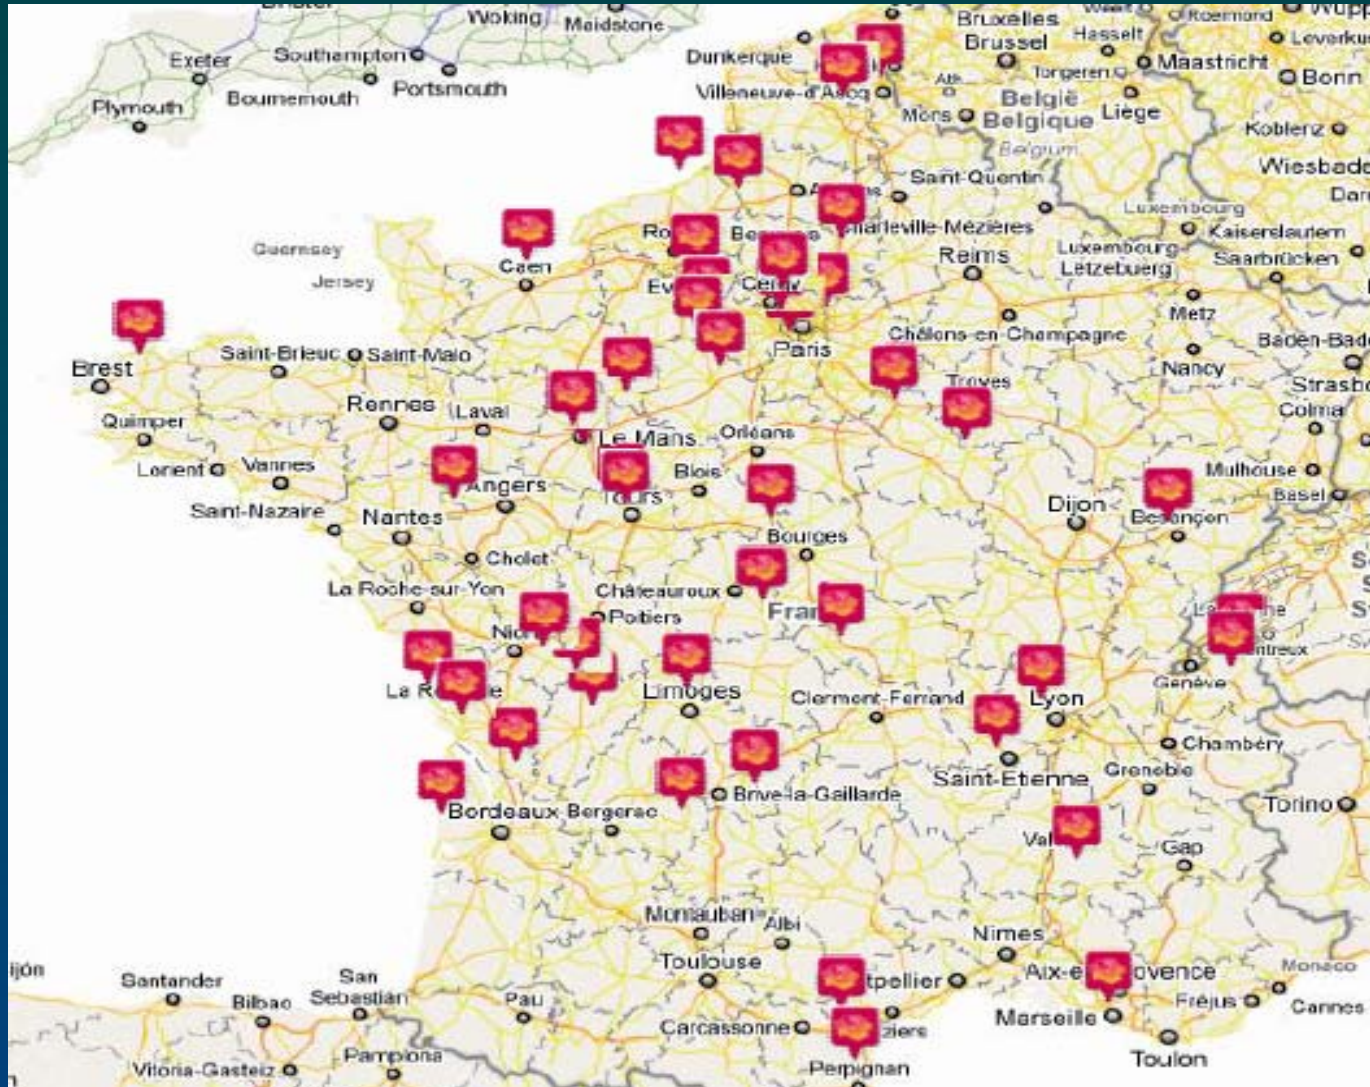 Woking
Maidstone
Bruxelles
Brussel
Hasselt
Roermond
Southampton
Exeter
Dunkerque
Maastricht
Tongeren
Bonn
Portsmouth
Bournemouth
Plymouth
Villeneuve-d'Ascq
Ath
België
Belgique
Mons
Liège
Koblenz
Belgium
Saint-Quentin
Luxembourg
Charleville-Mézières
Kaiserslautern
Guernsey
Luxembourg
Letzebuerg
Reims
Saarbrücken
Caen
Jersey
Metz
Châlons-en-Champagne
Paris
Saint-Brieuc
Saint-Malo
Nancy
Brest
Troyes
Rennes
Laval
Quimper
Le Mans
Orléans
Lorient
Vannes
Blois
Mulhouse
Angers
Tours
Basel
Saint-Nazaire
Nantes
Dijon
Besançon
Bourges
Cholet
La Roche-sur-Yon
Châteauroux
Poitiers
Limoges
Genève
Clermont-Ferrand
Lyon
Chambéry
Saint-Etienne
Grenoble
Brive-la-Gaillarde
Bordeaux
Bergerac
Torino
Gap
Montauban
Albi
Nîmes
Toulouse
tpellier
Monaco
Santander
San
Sebastián
Bilbao
Pau
Fréjus
Cannes
Carcassonne
ziers
Marseille
Toulon
Pamplona
Vitoria-Gasteiz
Perpignan